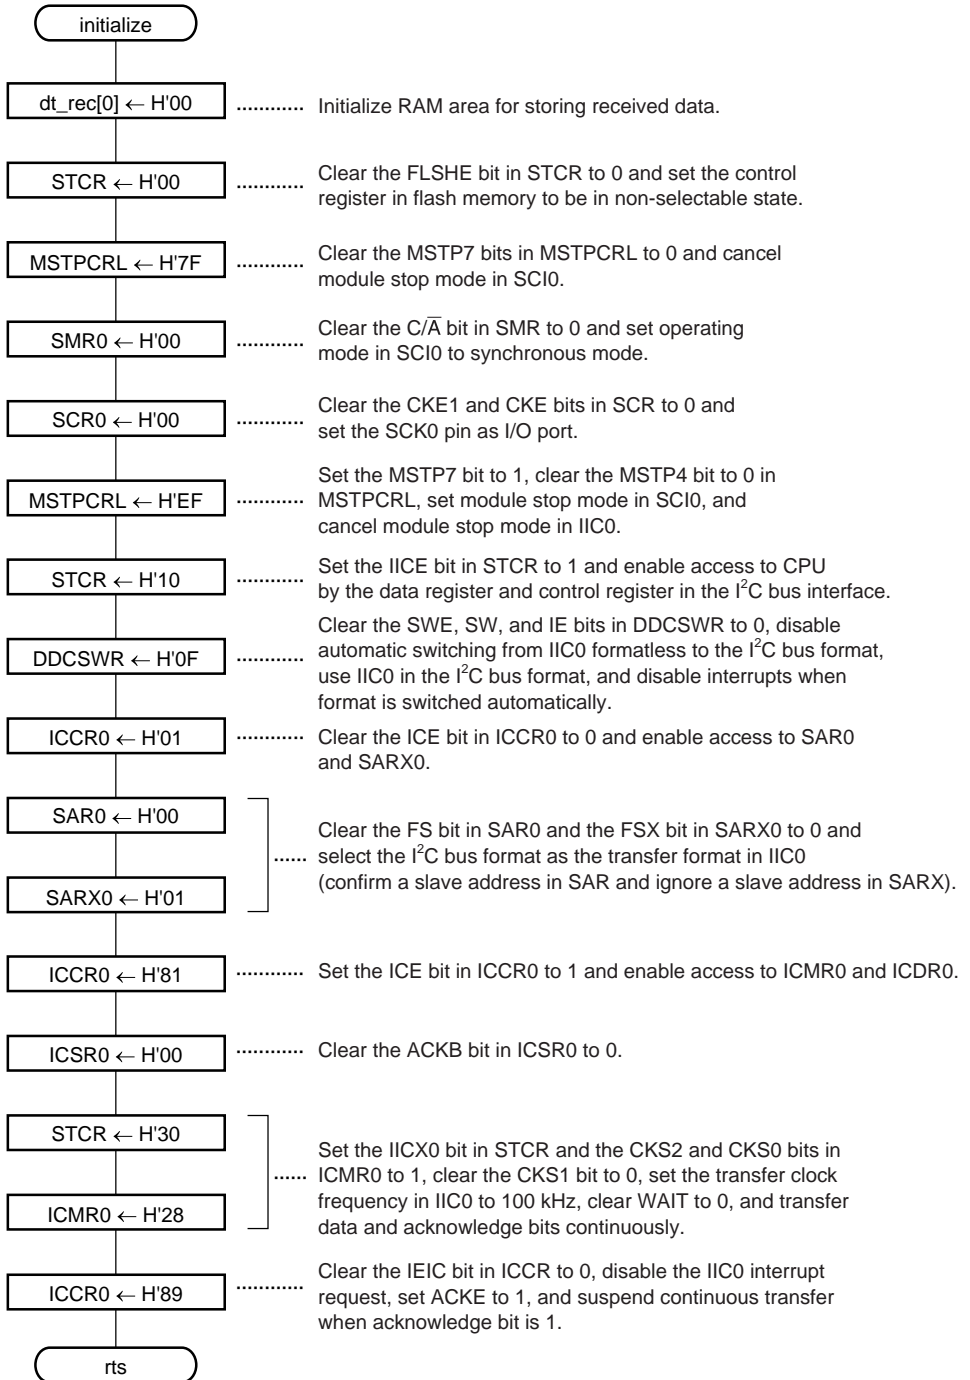 initialize
dt_rec[0] ← H'00 ............ Initialize RAM area for storing received data.
STCR ← H'00 ............ Clear the FLSHE bit in STCR to 0 and set the control
register in flash memory to be in non-selectable state.
MSTPCRL ← H'7F ............ Clear the MSTP7 bits in MSTPCRL to 0 and cancel
module stop mode in SCI0.
SMR0 ← H'00 ............ Clear the C/A̅ bit in SMR to 0 and set operating
mode in SCI0 to synchronous mode.
SCR0 ← H'00 ............ Clear the CKE1 and CKE bits in SCR to 0 and
set the SCK0 pin as I/O port.
MSTPCRL ← H'EF ............ Set the MSTP7 bit to 1, clear the MSTP4 bit to 0 in
MSTPCRL, set module stop mode in SCI0, and
cancel module stop mode in IIC0.
STCR ← H'10 ............ Set the IICE bit in STCR to 1 and enable access to CPU
by the data register and control register in the I²C bus interface.
DDCSWR ← H'0F ............ Clear the SWE, SW, and IE bits in DDCSWR to 0, disable
automatic switching from IIC0 formatless to the I²C bus format,
use IIC0 in the I²C bus format, and disable interrupts when
format is switched automatically.
ICCR0 ← H'01 ............ Clear the ICE bit in ICCR0 to 0 and enable access to SAR0
and SARX0.
SAR0 ← H'00
SARX0 ← H'01
...... Clear the FS bit in SAR0 and the FSX bit in SARX0 to 0 and
select the I²C bus format as the transfer format in IIC0
(confirm a slave address in SAR and ignore a slave address in SARX).
ICCR0 ← H'81 ............ Set the ICE bit in ICCR0 to 1 and enable access to ICMR0 and ICDR0.
ICSR0 ← H'00 ............ Clear the ACKB bit in ICSR0 to 0.
STCR ← H'30
ICMR0 ← H'28
...... Set the IICX0 bit in STCR and the CKS2 and CKS0 bits in
ICMR0 to 1, clear the CKS1 bit to 0, set the transfer clock
frequency in IIC0 to 100 kHz, clear WAIT to 0, and transfer
data and acknowledge bits continuously.
ICCR0 ← H'89 ............ Clear the IEIC bit in ICCR to 0, disable the IIC0 interrupt
request, set ACKE to 1, and suspend continuous transfer
when acknowledge bit is 1.
rts